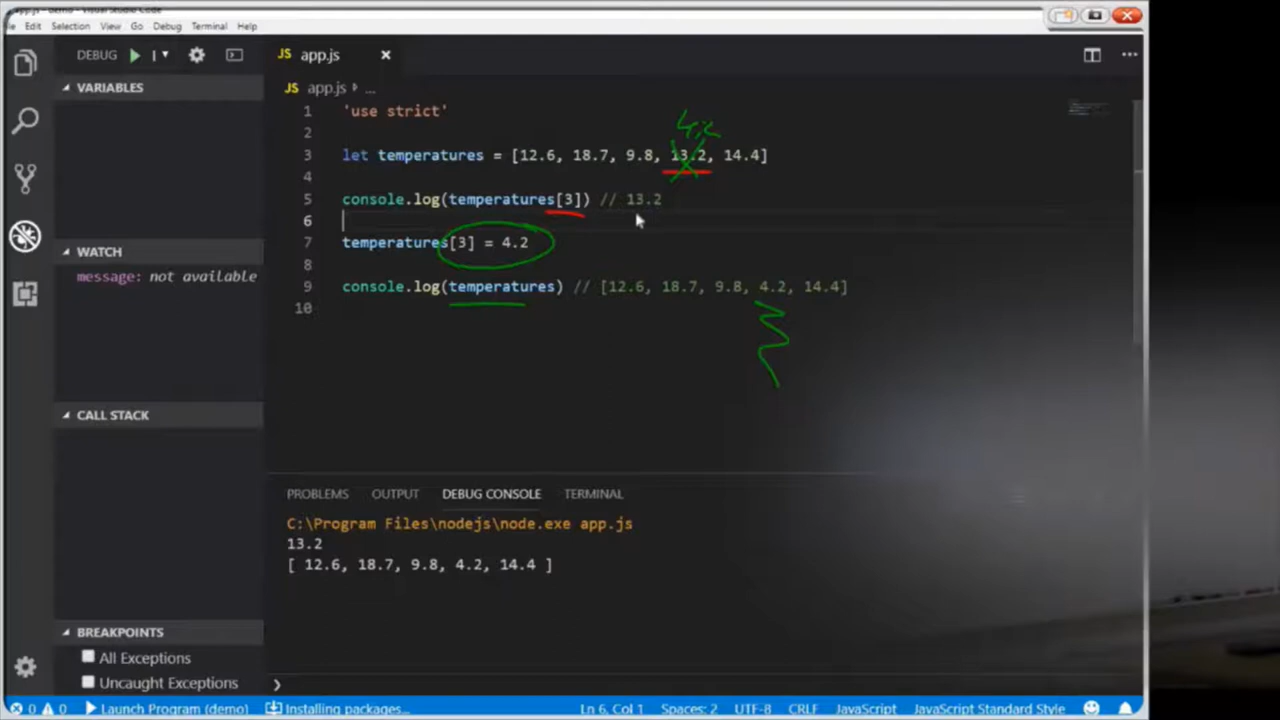 app.js - demo - Visual Studio Code
Edit Selection View Go Debug Terminal Help
DEBUG
JS app.js
JS app.js ...
VARIABLES
1 'use strict'
2
4.2
3 let temperatures = [12.6, 18.7, 9.8, 13.2, 14.4]
4
5 console.log(temperatures[3]) // 13.2
6
7 temperatures[3] = 4.2
8
9 console.log(temperatures) // [12.6, 18.7, 9.8, 4.2, 14.4]
10
WATCH
message: not available
CALL STACK
PROBLEMS OUTPUT DEBUG CONSOLE TERMINAL
C:\Program Files\nodejs\node.exe app.js
13.2
[ 12.6, 18.7, 9.8, 4.2, 14.4 ]
BREAKPOINTS
All Exceptions
Uncaught Exceptions
0 0 Launch Program (demo) Installing packages... Ln 6, Col 1 Spaces: 2 UTF-8 CRLF JavaScript JavaScript Standard Style